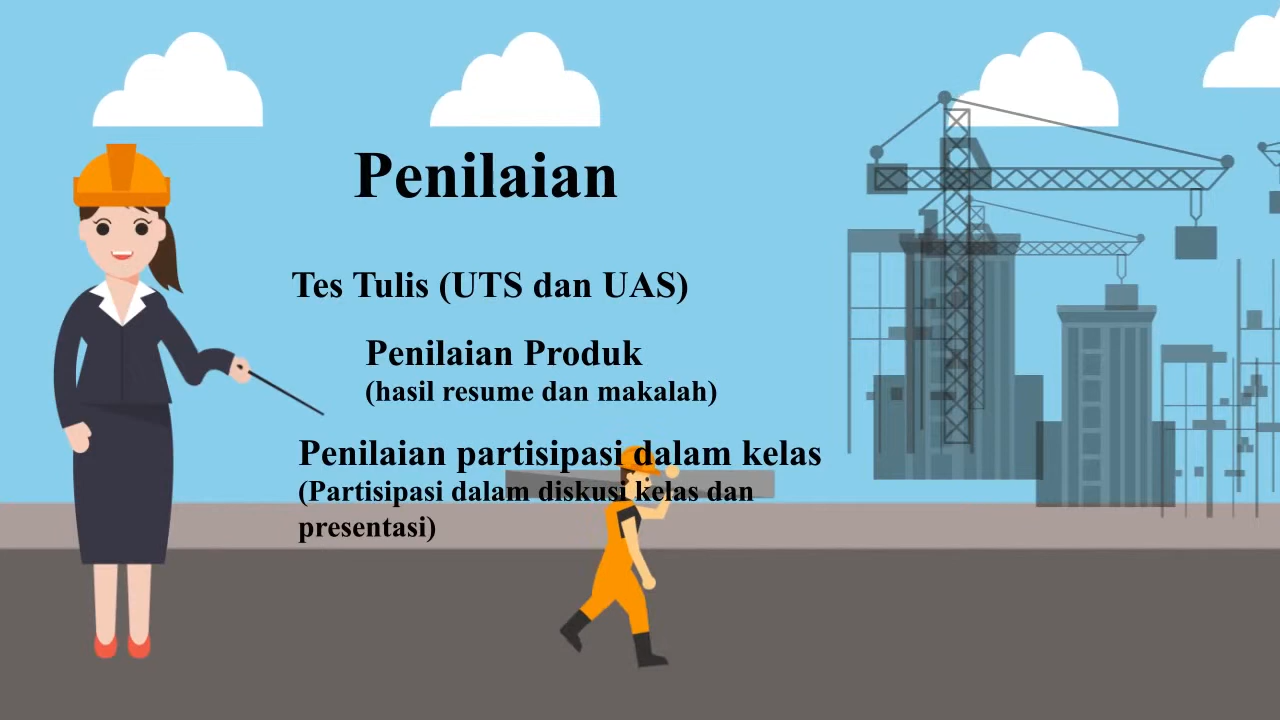 Penilaian
Tes Tulis (UTS dan UAS)
Penilaian Produk
(hasil resume dan makalah)
Penilaian partisipasi dalam kelas
(Partisipasi dalam diskusi kelas dan
presentasi)